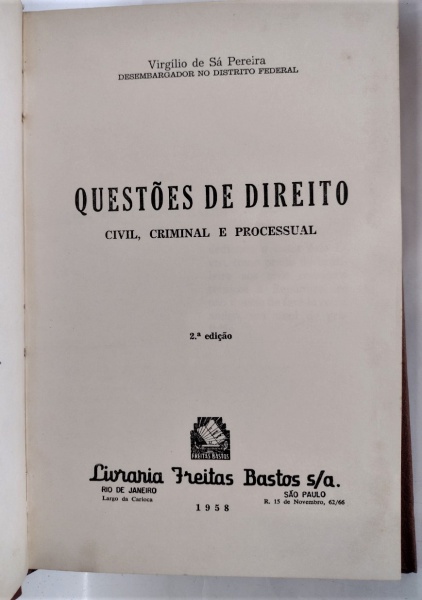 Virgílio de Sá Pereira
DESEMBARGADOR NO DISTRITO FEDERAL
QUESTÕES DE DIREITO
CIVIL, CRIMINAL E PROCESSUAL
2.ª edição
FREITAS BASTOS
Livraria Freitas Bastos s/a.
RIO DE JANEIRO
Largo da Carioca
SÃO PAULO
R. 15 de Novembro, 62/66
1958